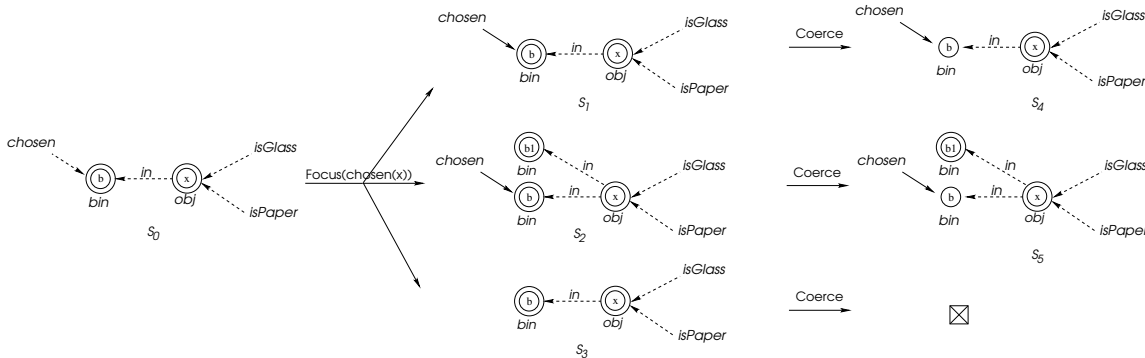 chosen
b
bin
in
x
obj
isGlass
isPaper
S0
Focus(chosen(x))
chosen
b
bin
in
x
obj
isGlass
isPaper
S1
Coerce
chosen
b
bin
in
x
obj
isGlass
isPaper
S4
b1
bin
chosen
b
bin
in
in
x
obj
isGlass
isPaper
S2
Coerce
b1
bin
chosen
b
bin
in
in
x
obj
isGlass
isPaper
S5
b
bin
in
x
obj
isGlass
isPaper
S3
Coerce